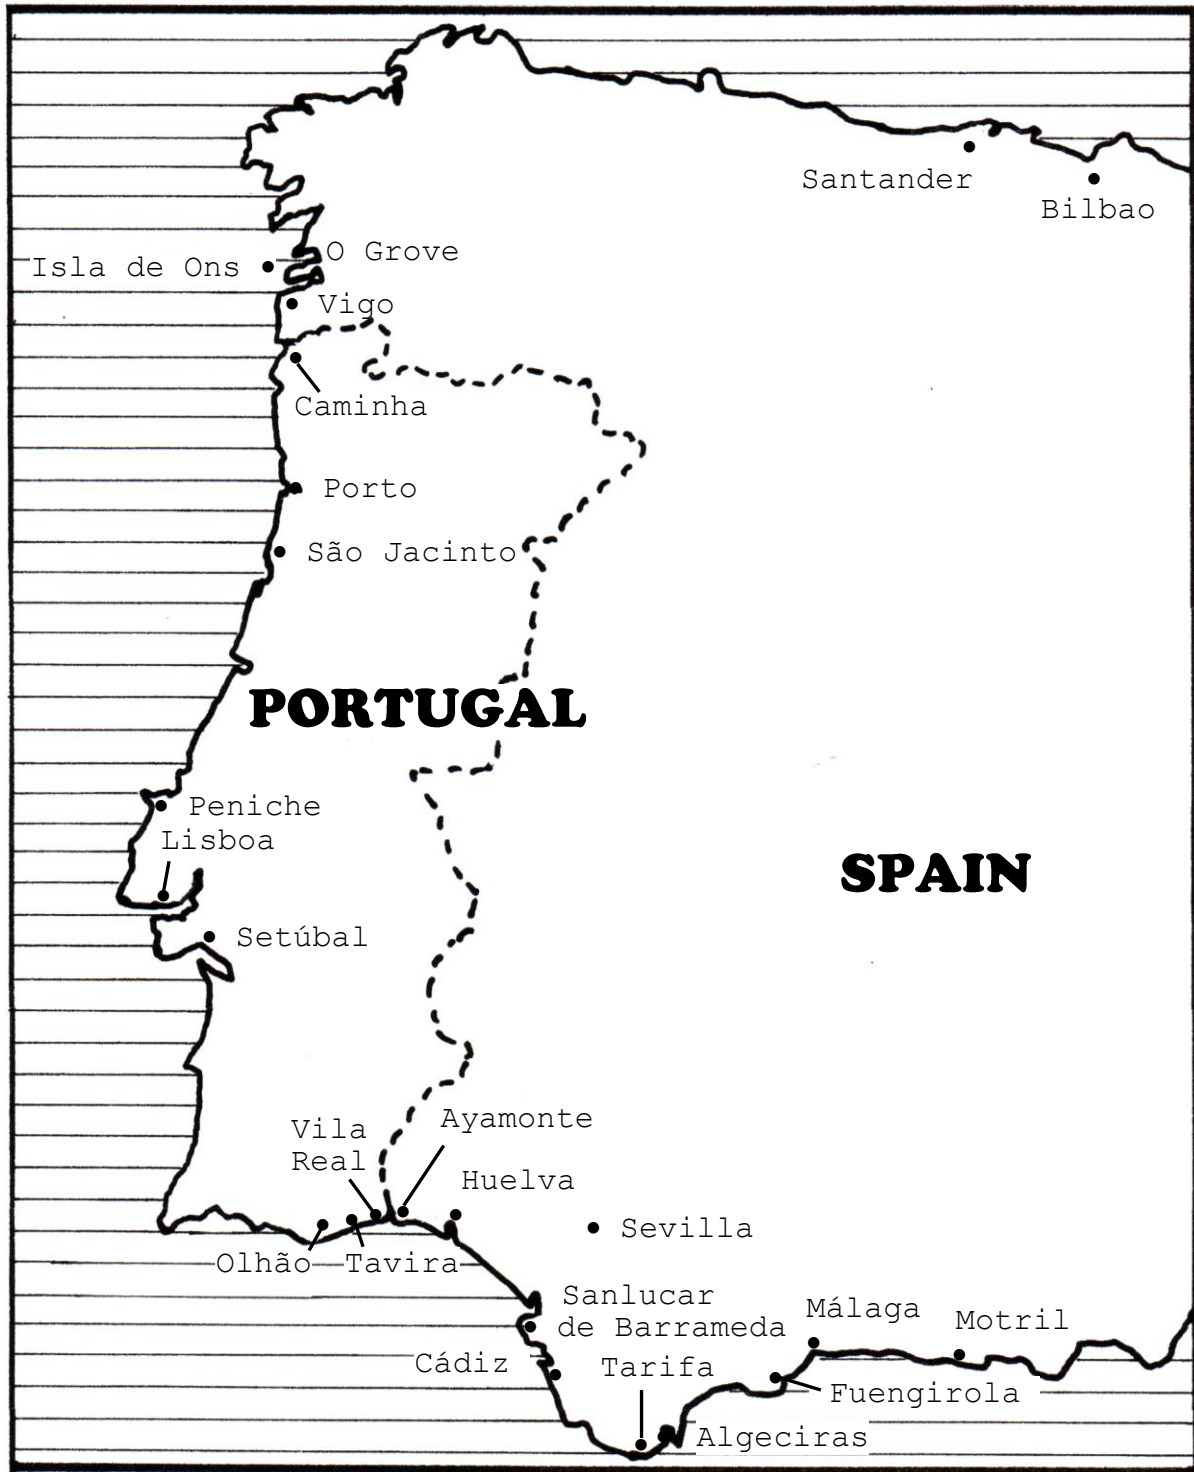 Santander
Bilbao
O Grove
Isla de Ons
Vigo
Caminha
Porto
São Jacinto
PORTUGAL
Peniche
Lisboa
SPAIN
Setúbal
Ayamonte
Vila
Real
Huelva
Sevilla
Olhão
Tavira
Sanlucar
de Barrameda
Málaga
Motril
Cádiz
Tarifa
Fuengirola
Algeciras